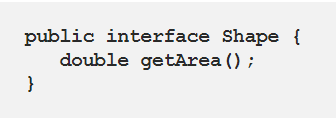 public interface Shape {
   double getArea();
}